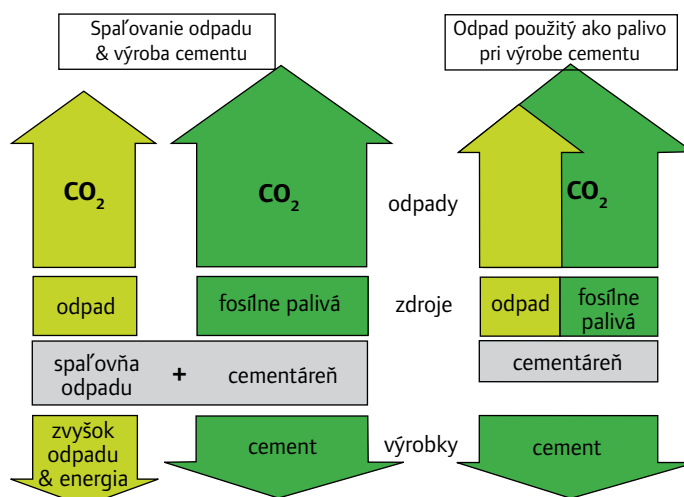 Spaľovanie odpadu
& výroba cementu
Odpad použitý ako palivo
pri výrobe cementu
CO₂
CO₂
odpady
CO₂
odpad
fosílne palivá
zdroje
odpad
fosílne
palivá
spaľovňa
odpadu
+
cementáreň
cementáreň
zvyšok
odpadu
& energia
cement
výrobky
cement